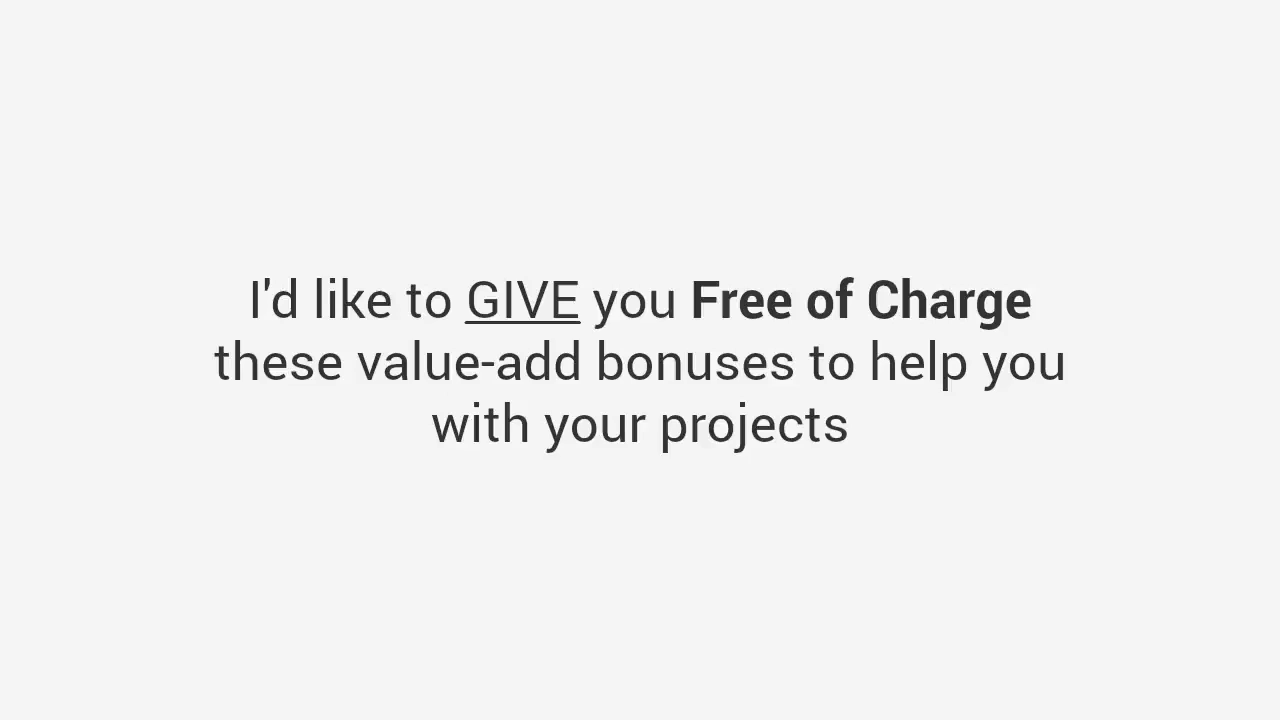 I'd like to GIVE you Free of Charge
these value-add bonuses to help you
with your projects